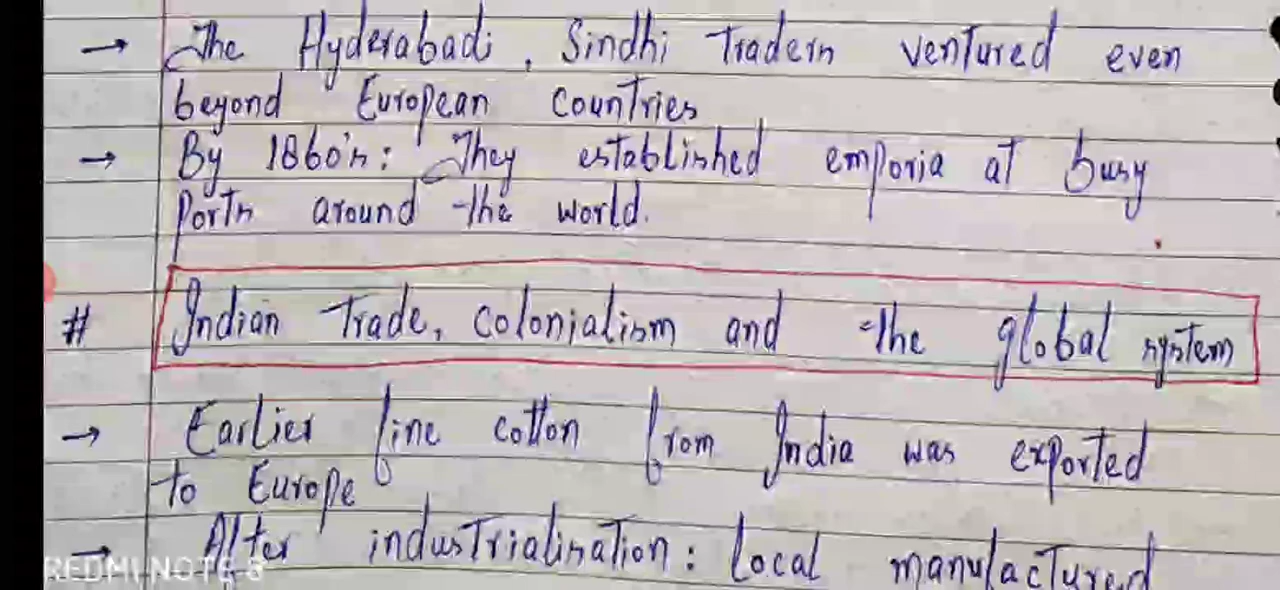 → The Hyderabadi, Sindhi Traders ventured even
beyond European countries
→ By 1860's: They established emporia at busy
Ports around the world.
# Indian Trade, colonialism and the global system
→ Earlier fine cotton from India was exported
to Europe
→ After industrialisation: Local manufactured
REDMI NOTE 8